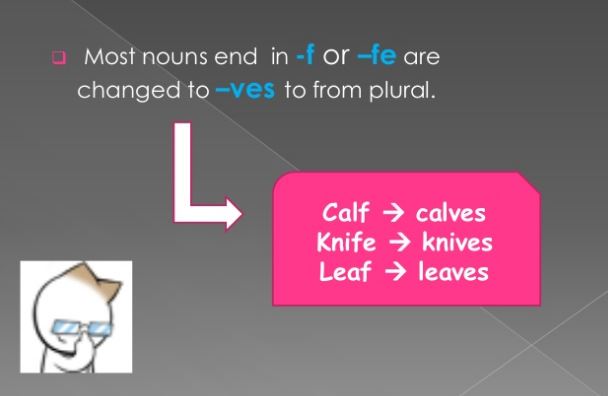 Most nouns end in -f or –fe are
changed to –ves to from plural.
Calf → calves
Knife → knives
Leaf → leaves